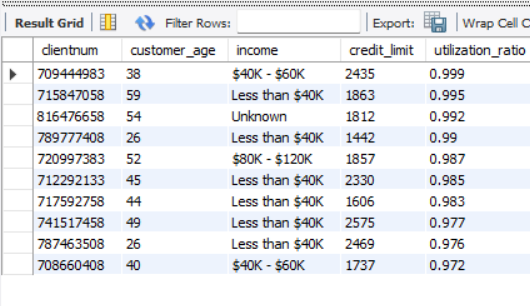 Result Grid Filter Rows: Export: Wrap Cell C
clientnum customer_age income credit_limit utilization_ratio
709444983 38 $40K - $60K 2435 0.999
715847058 59 Less than $40K 1863 0.995
816476658 54 Unknown 1812 0.992
789777408 26 Less than $40K 1442 0.99
720997383 52 $80K - $120K 1857 0.987
712292133 45 Less than $40K 2330 0.985
717592758 44 Less than $40K 1606 0.983
741517458 49 Less than $40K 2575 0.977
787463508 26 Less than $40K 2469 0.976
708660408 40 $40K - $60K 1737 0.972